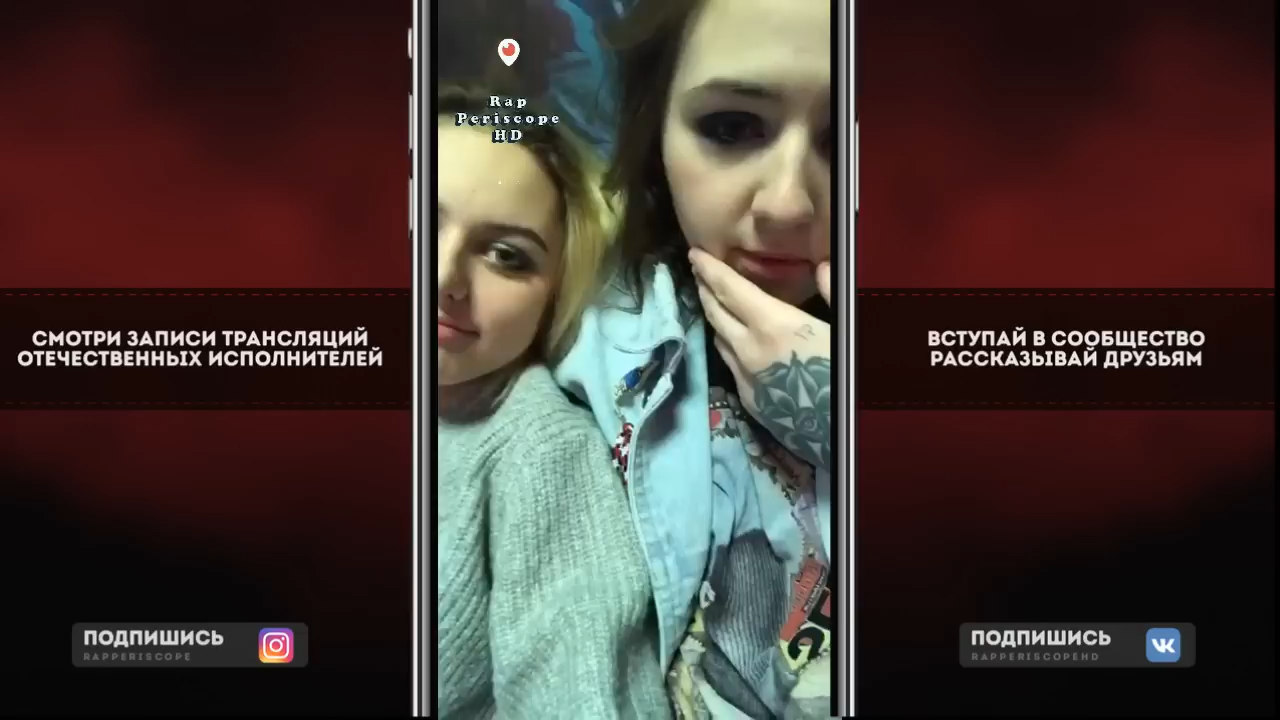 Rap
Periscope
HD
СМОТРИ ЗАПИСИ ТРАНСЛЯЦИЙ
ОТЕЧЕСТВЕННЫХ ИСПОЛНИТЕЛЕЙ
ВСТУПАЙ В СООБЩЕСТВО
РАССКАЗЫВАЙ ДРУЗЬЯМ
ПОДПИШИСЬ
RAPPERISCOPE
ПОДПИШИСЬ
RAPPERISCOPEHD